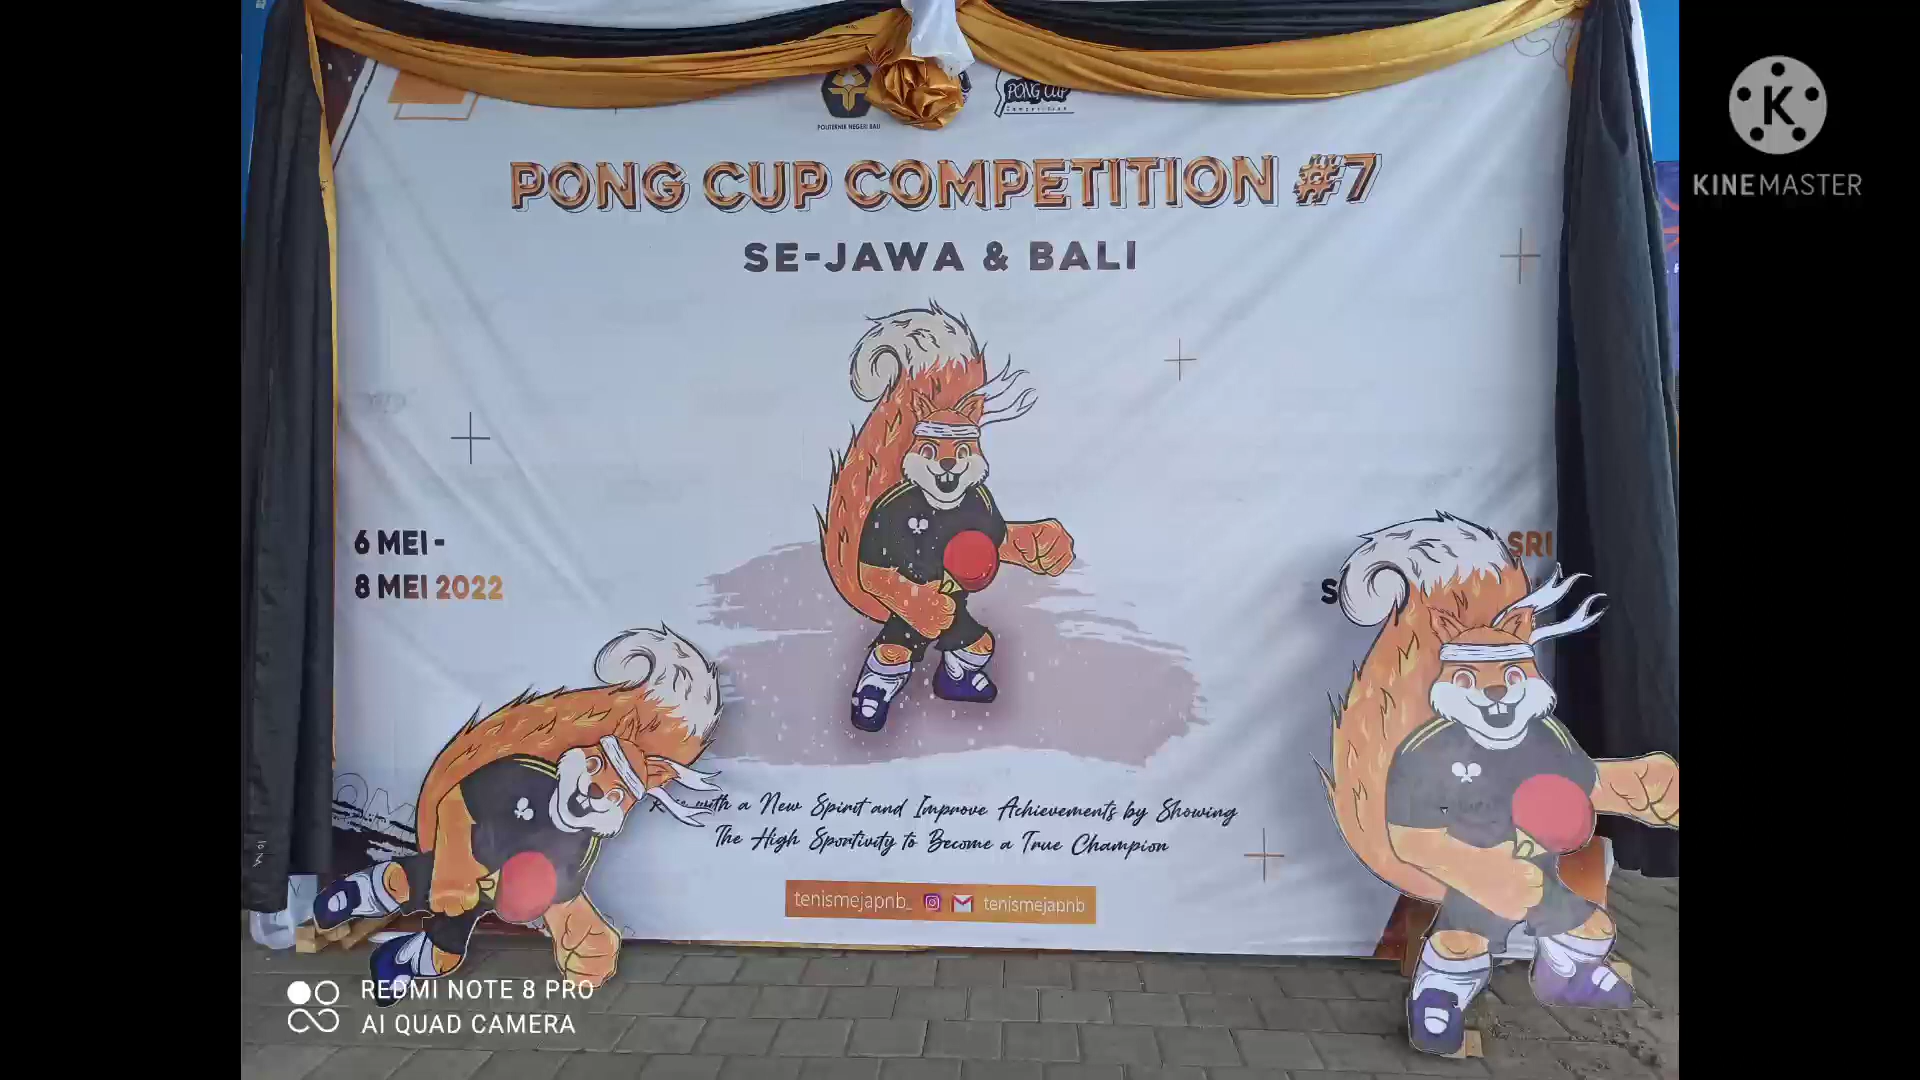 POLITEKNIK NEGERI BALI
PONG CUP
Competition
PONG CUP COMPETITION #7
SE-JAWA & BALI
6 MEI -
8 MEI 2022
SRI
with a New Spirit and Improve Achievements by Showing
The High Sportivity to Become a True Champion
tenismejapnb_ tenismejapnb
REDMI NOTE 8 PRO
AI QUAD CAMERA
K
KINEMASTER